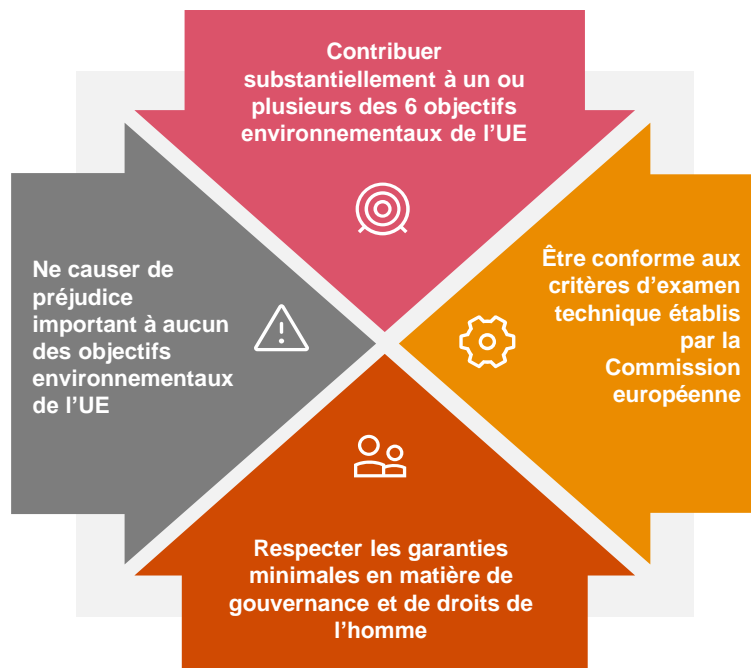 Contribuer
substantiellement à un ou
plusieurs des 6 objectifs
environnementaux de l’UE
Ne causer de
préjudice
important à aucun
des objectifs
environnementaux
de l’UE
Être conforme aux
critères d’examen
technique établis
par la
Commission
européenne
Respecter les garanties
minimales en matière de
gouvernance et de droits de
l’homme